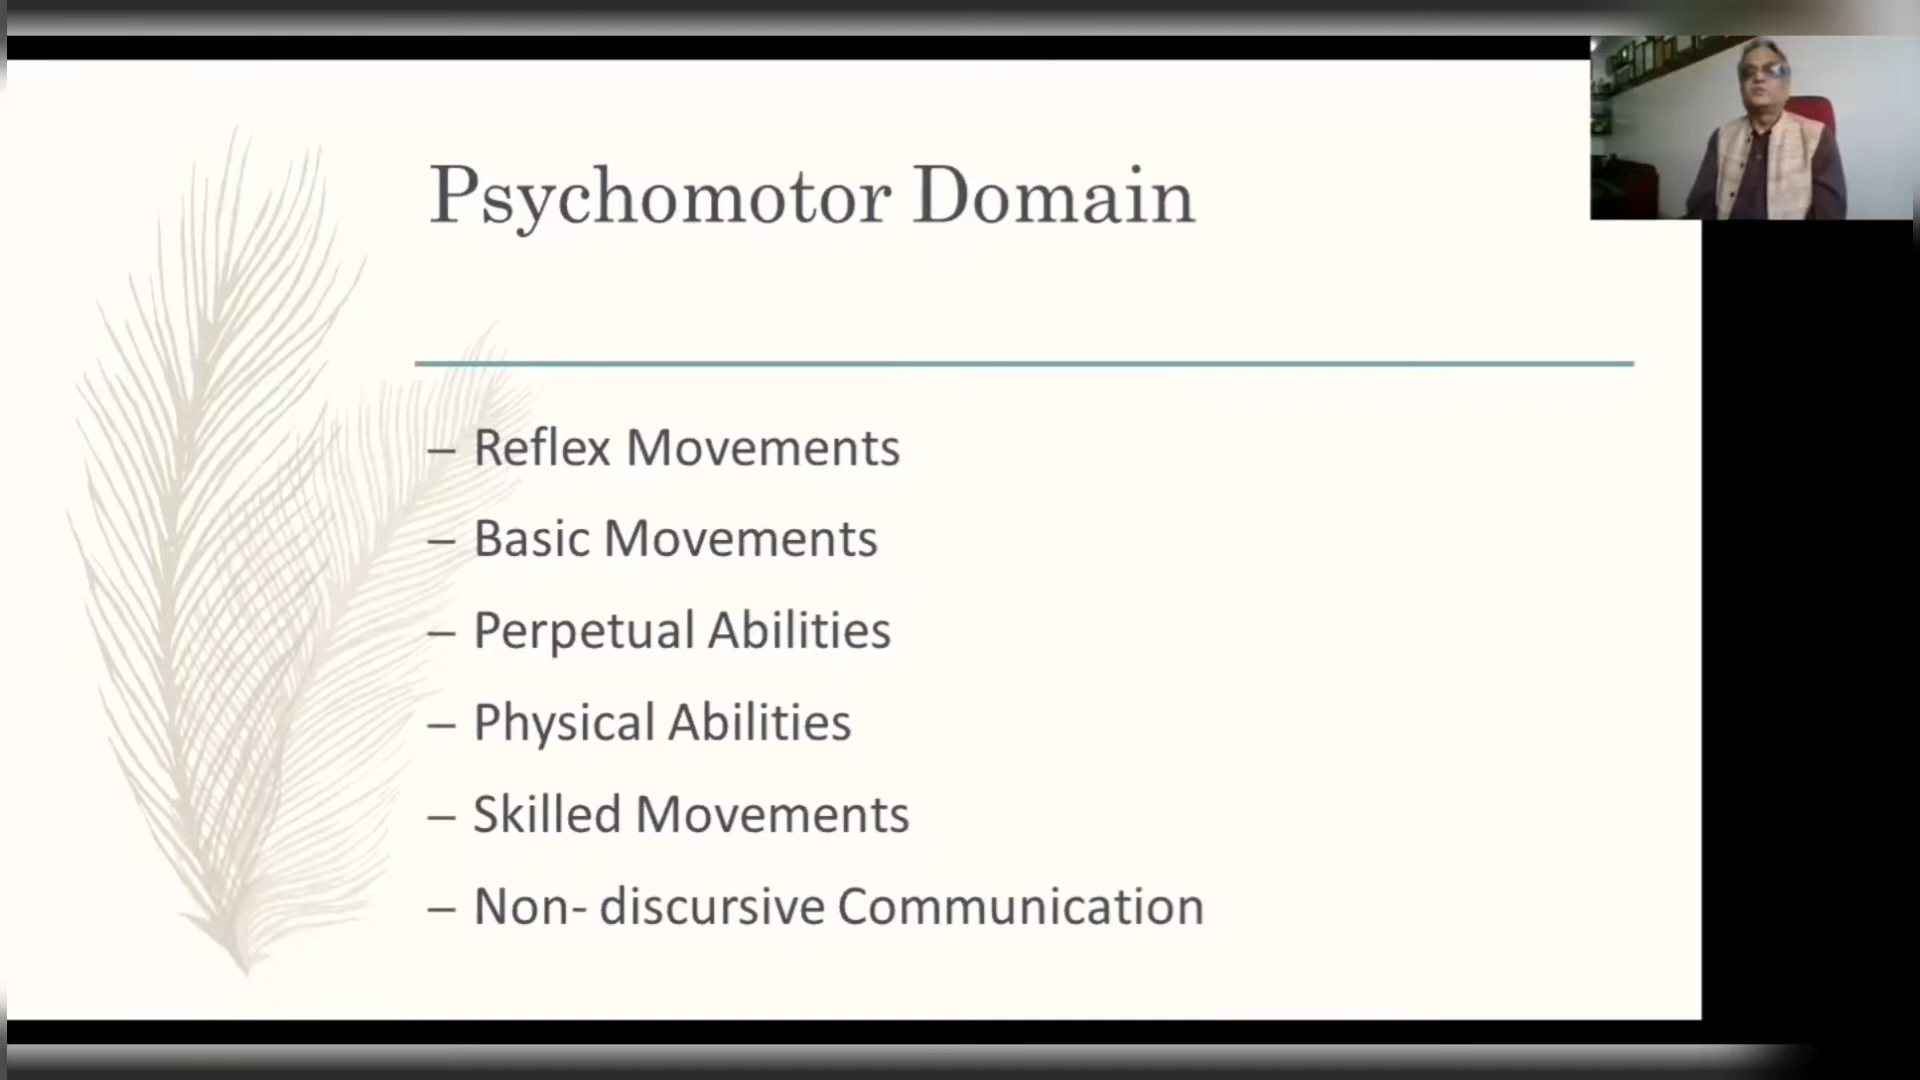 Psychomotor Domain
– Reflex Movements
– Basic Movements
– Perpetual Abilities
– Physical Abilities
– Skilled Movements
– Non- discursive Communication